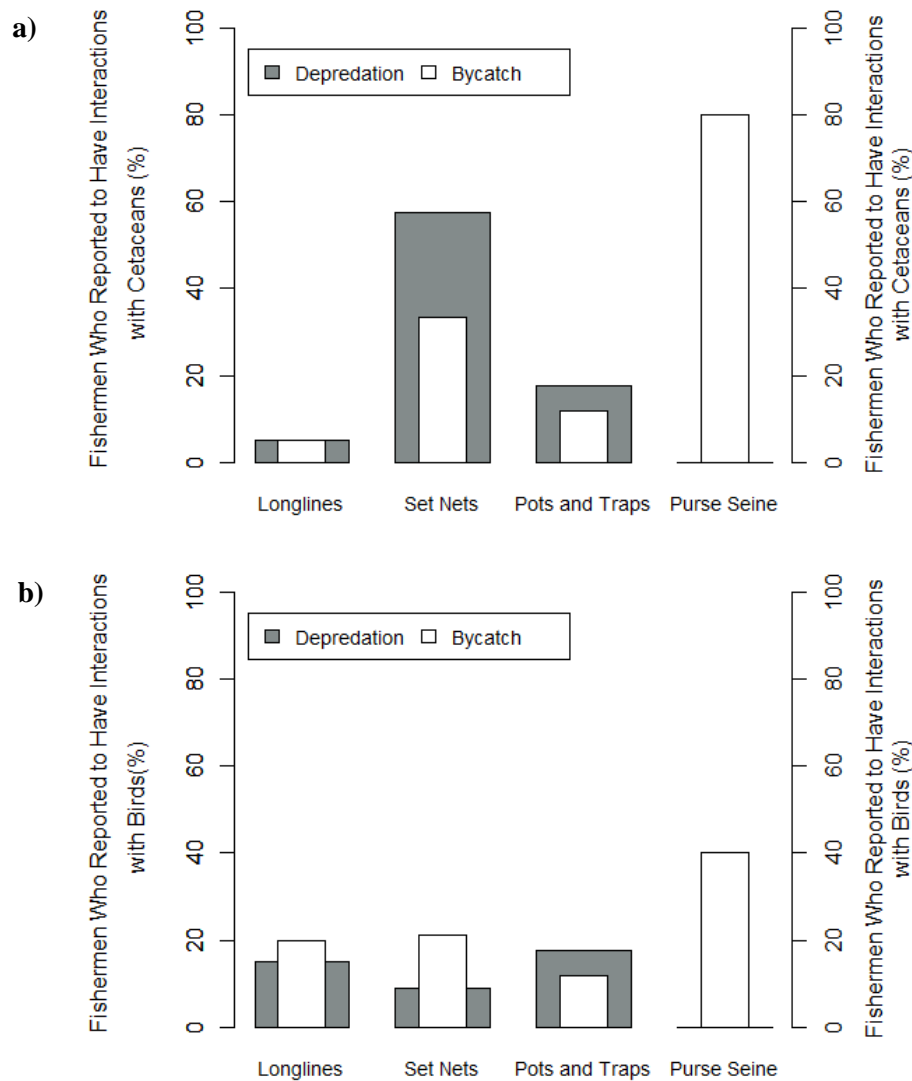 a)
Fishermen Who Reported to Have Interactions
with Cetaceans (%)
100
80
60
40
20
0
Depredation Bycatch
Longlines Set Nets Pots and Traps Purse Seine
100
80
60
40
20
0
Fishermen Who Reported to Have Interactions
with Cetaceans (%)
b)
Fishermen Who Reported to Have Interactions
with Birds(%)
100
80
60
40
20
0
Depredation Bycatch
Longlines Set Nets Pots and Traps Purse Seine
100
80
60
40
20
0
Fishermen Who Reported to Have Interactions
with Birds (%)